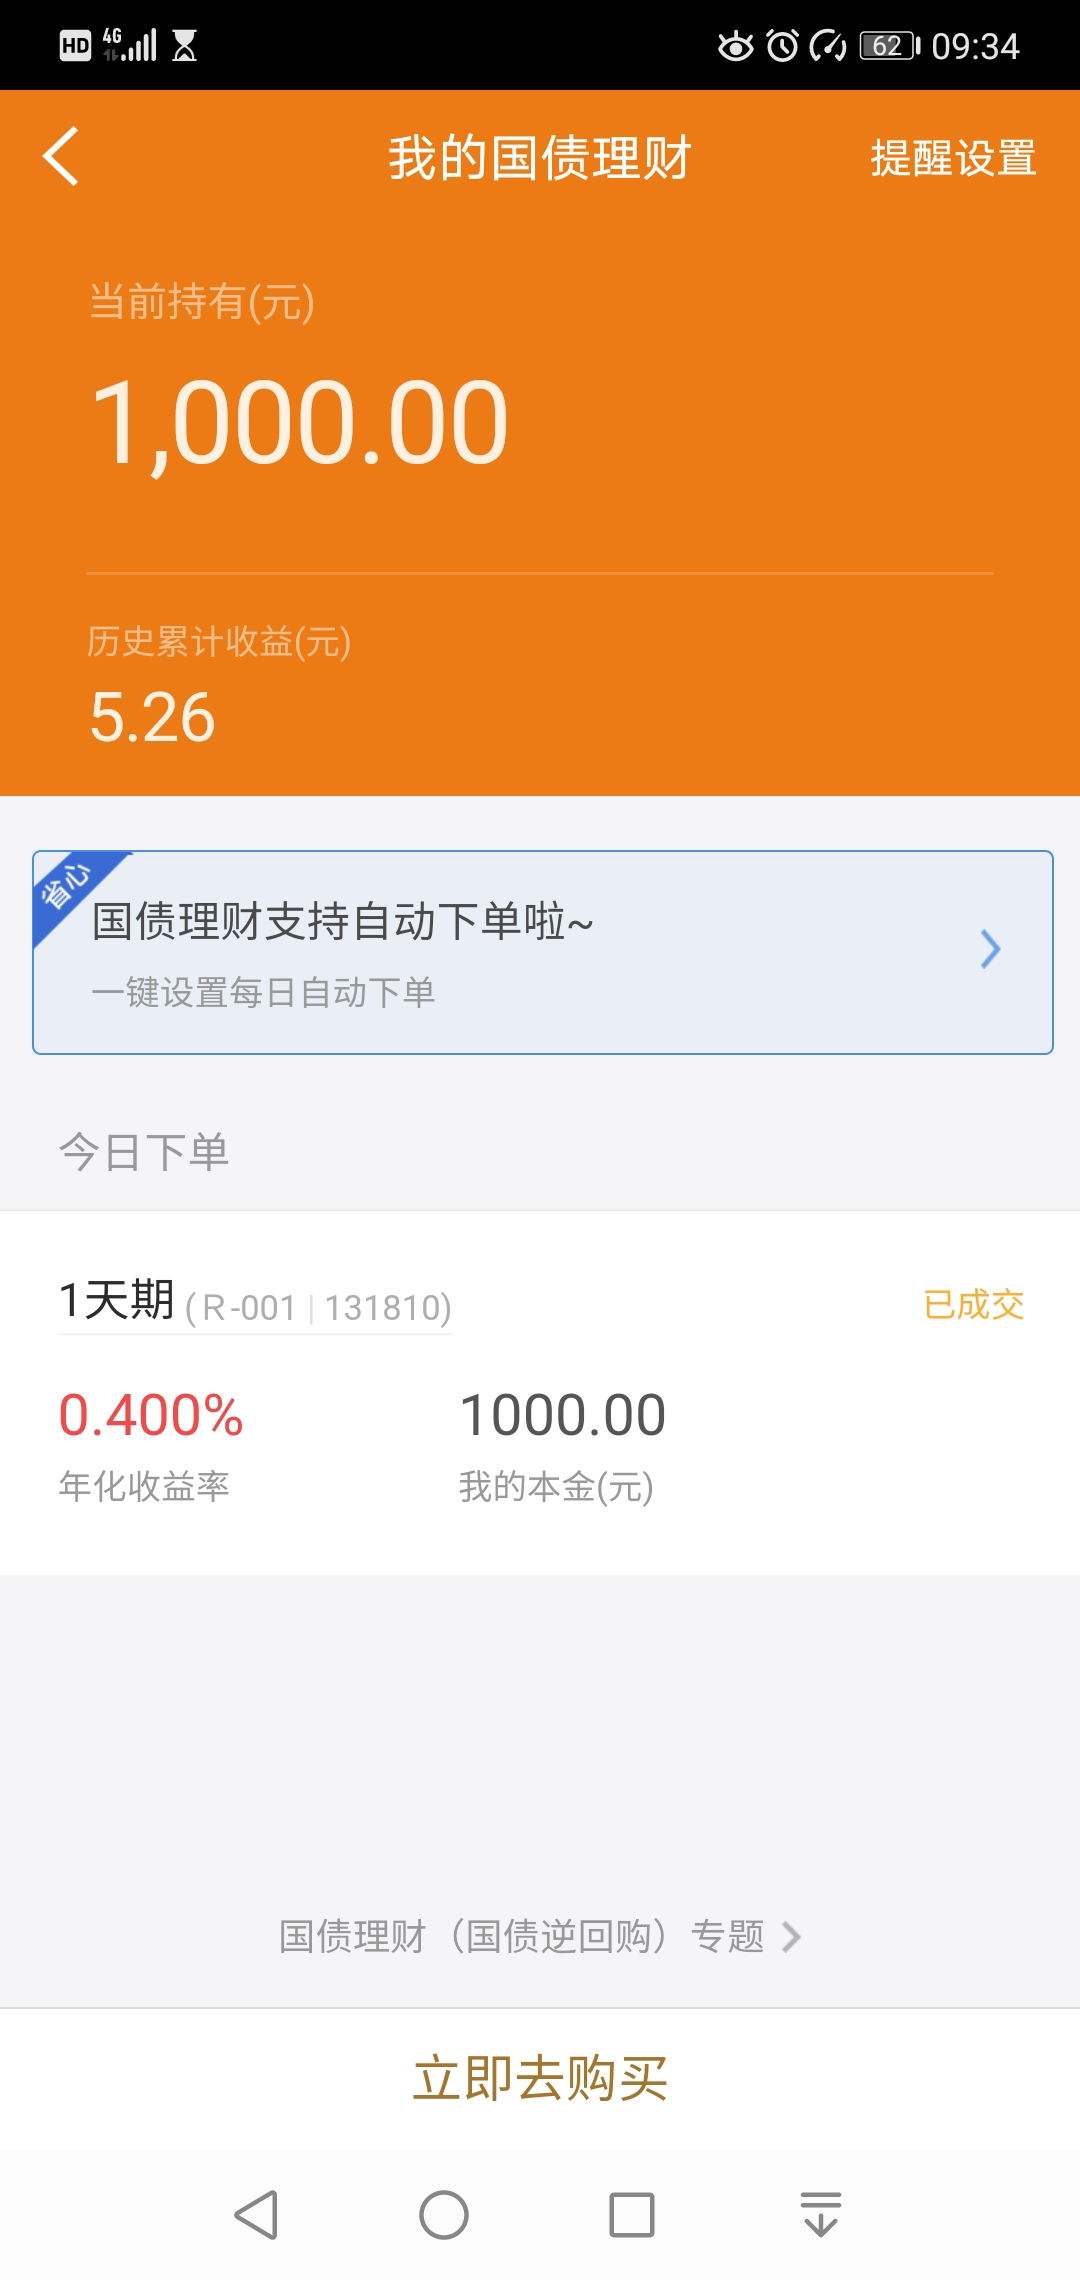 HD 4G 62 09:34
我的国债理财 提醒设置
当前持有(元)
1,000.00
历史累计收益(元)
5.26
省心
国债理财支持自动下单啦~
一键设置每日自动下单
今日下单
1天期(R-001 | 131810) 已成交
0.400% 1000.00
年化收益率 我的本金(元)
国债理财（国债逆回购）专题
立即去购买